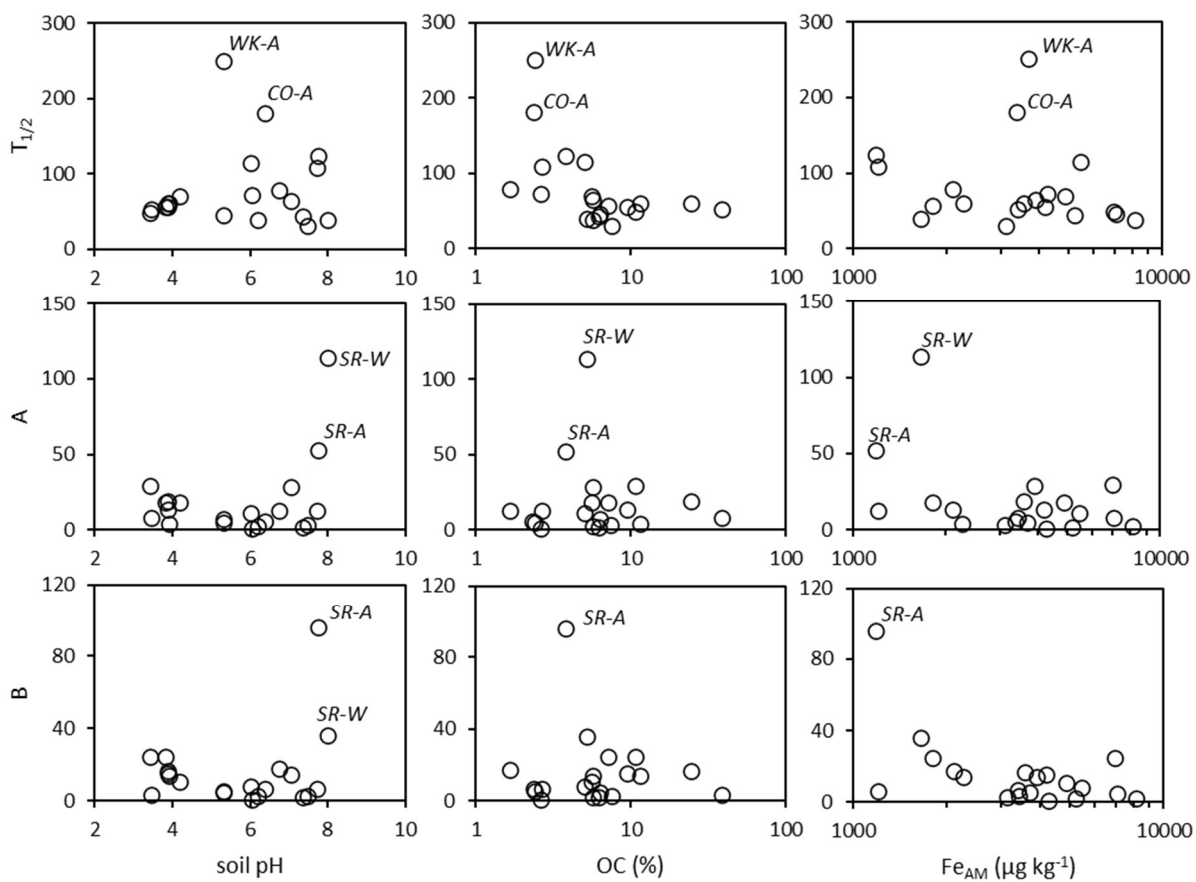 300 300 300
WK-A WK-A WK-A
200 200 200
CO-A CO-A CO-A
T1/2
100 100 100
0 0 0
2 4 6 8 10 1 10 100 1000 10000
150 150 150
SR-W SR-W SR-W
100 100 100
A
SR-A SR-A SR-A
50 50 50
0 0 0
2 4 6 8 10 1 10 100 1000 10000
120 120 120
SR-A SR-A SR-A
80 80 80
B
SR-W
40 40 40
0 0 0
2 4 6 8 10 1 10 100 1000 10000
soil pH OC (%) FeAM (µg kg⁻¹)